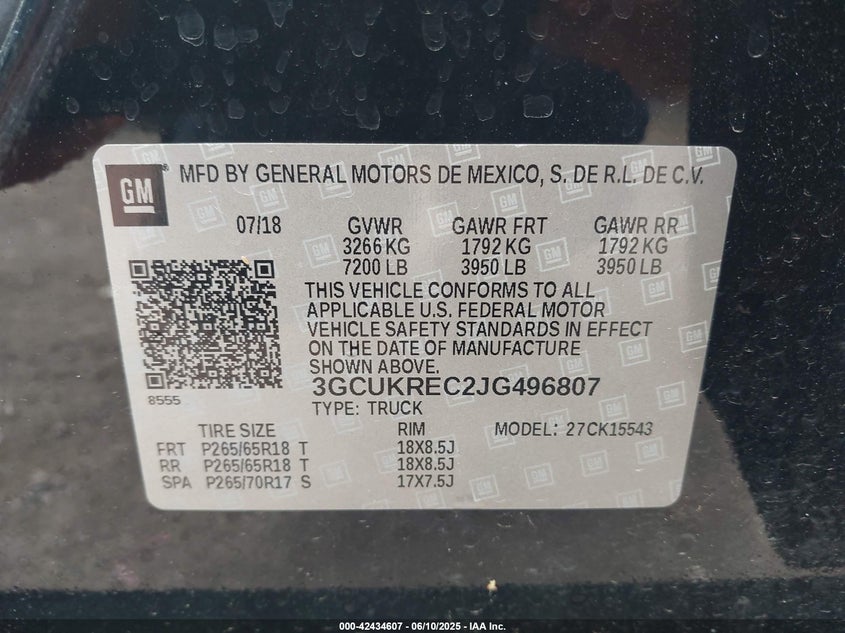 GM
MFD BY GENERAL MOTORS DE MEXICO, S. DE R.L. DE C.V.
07/18 GVWR GAWR FRT GAWR RR
3266 KG 1792 KG 1792 KG
7200 LB 3950 LB 3950 LB
THIS VEHICLE CONFORMS TO ALL
APPLICABLE U.S. FEDERAL MOTOR
VEHICLE SAFETY STANDARDS IN EFFECT
ON THE DATE OF MANUFACTURE
SHOWN ABOVE.
3GCUKREC2JG496807
8555
TYPE: TRUCK
TIRE SIZE RIM MODEL: 27CK15543
FRT P265/65R18 T 18X8.5J
RR P265/65R18 T 18X8.5J
SPA P265/70R17 S 17X7.5J
000-42434607 - 06/10/2025 - IAA Inc.